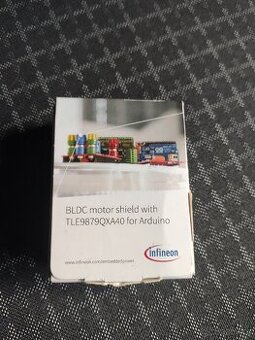 BLDC motor shield with
TLE9879QXA40 for Arduino
infineon
www.infineon.com/embeddedpower